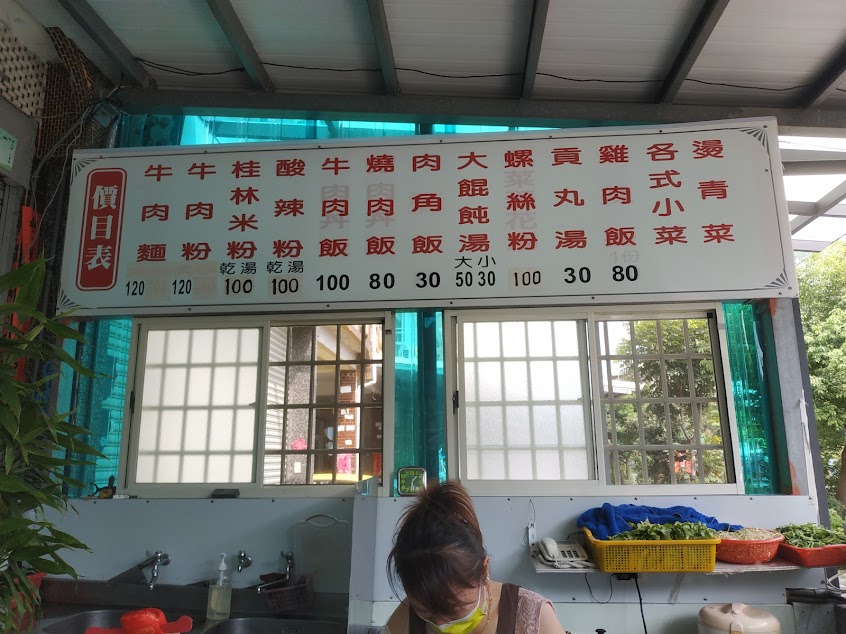 價目表
牛肉麵 120
牛肉粉 120
桂林米粉 乾湯 100
酸辣粉 乾湯 100
牛肉飯 100
燒肉飯 80
肉角飯 30
大餛飩湯 大小 50 30
螺絲粉 100
貢丸湯 30
雞肉飯 80
各式小菜
燙青菜